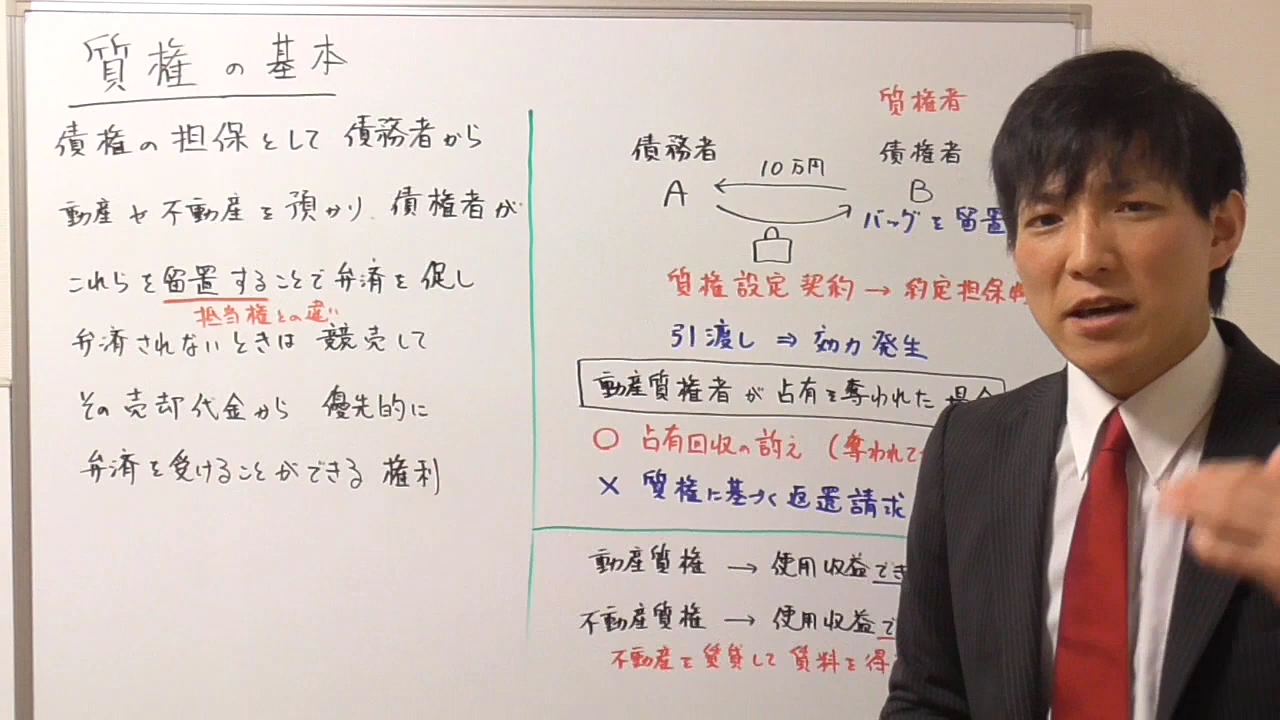 質権の基本
債権の担保として債務者から
動産や不動産を預かり、債権者が
これらを留置することで弁済を促し
抵当権との違い
弁済されないときは競売して
その売却代金から優先的に
弁済を受けることができる権利
質権者
債務者
債権者
10万円
A
B
バッグを留置
質権設定契約→約定担保物
引渡し⇒効力発生
動産質権者が占有を奪われた場合
○ 占有回収の訴え(奪われて
× 質権に基づく返還請求
動産質権→使用収益でき
不動産質権→使用収益で
不動産を賃貸して賃料を得